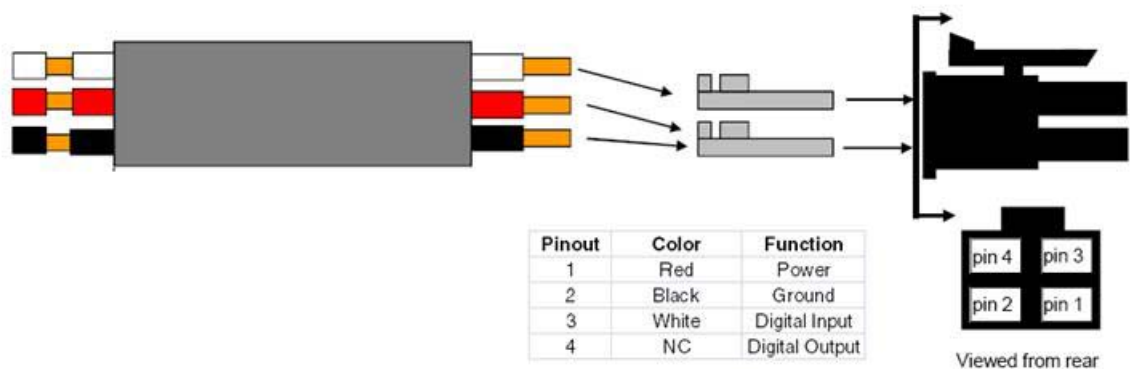 Pinout Color Function
1 Red Power
2 Black Ground
3 White Digital Input
4 NC Digital Output
pin 4 pin 3
pin 2 pin 1
Viewed from rear